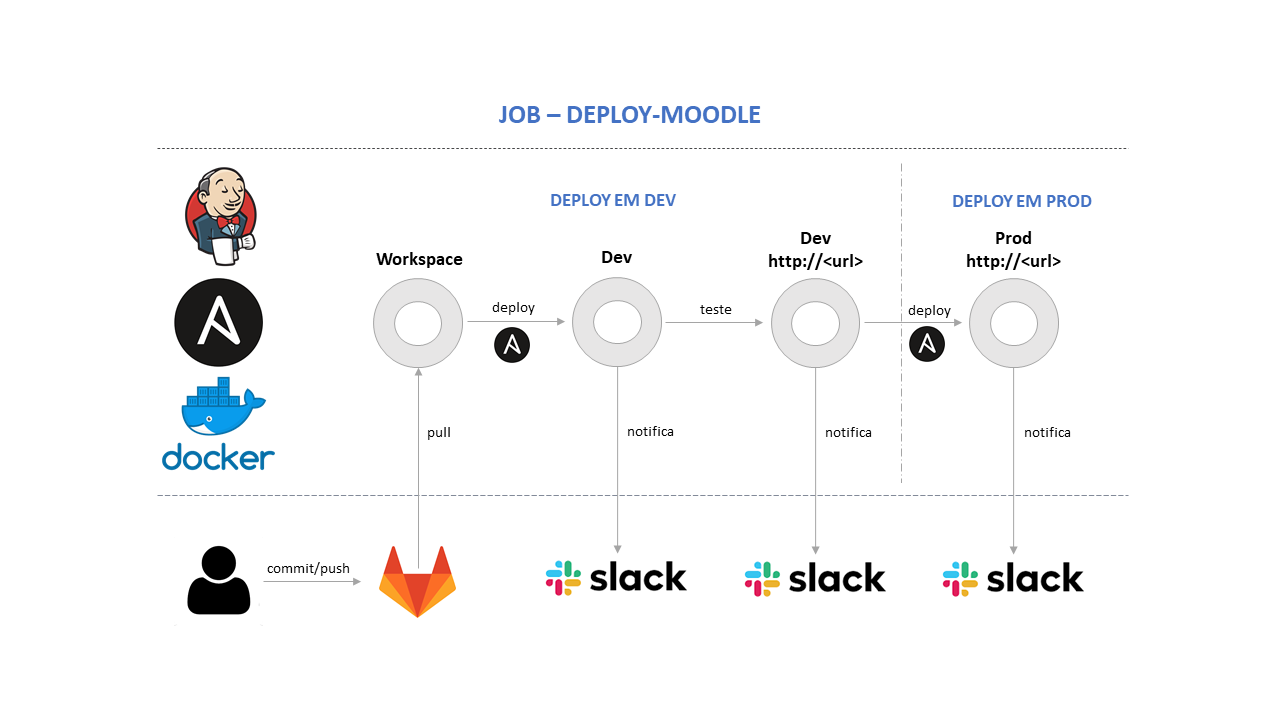 JOB – DEPLOY-MOODLE
DEPLOY EM DEV
DEPLOY EM PROD
Workspace
Dev
Dev
http://<url>
Prod
http://<url>
deploy
teste
deploy
docker
pull
notifica
notifica
notifica
commit/push
slack
slack
slack